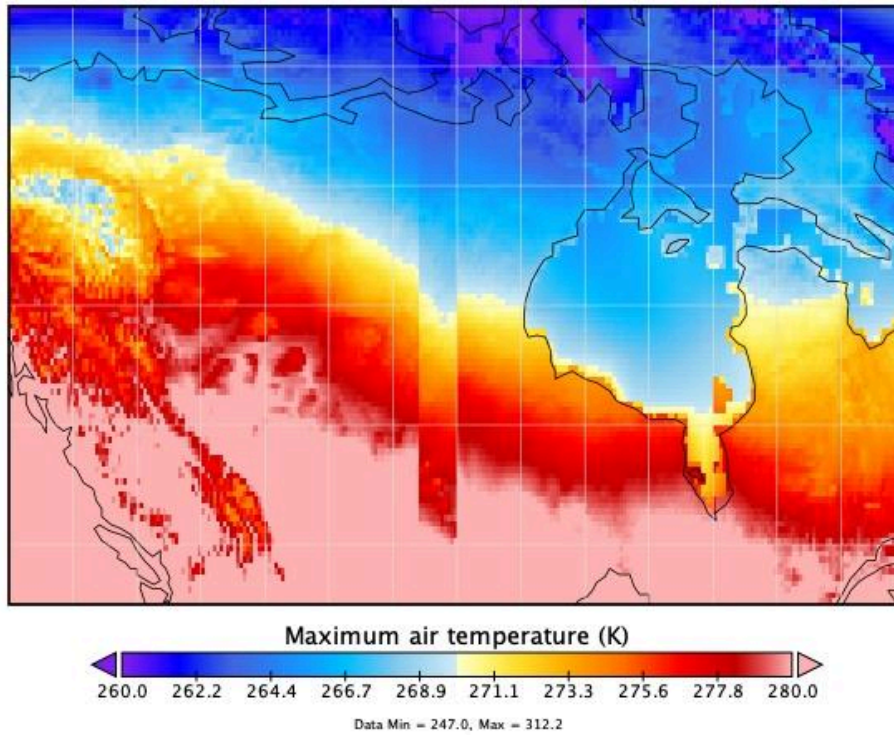 Maximum air temperature (K)
260.0 262.2 264.4 266.7 268.9 271.1 273.3 275.6 277.8 280.0
Data Min = 247.0, Max = 312.2